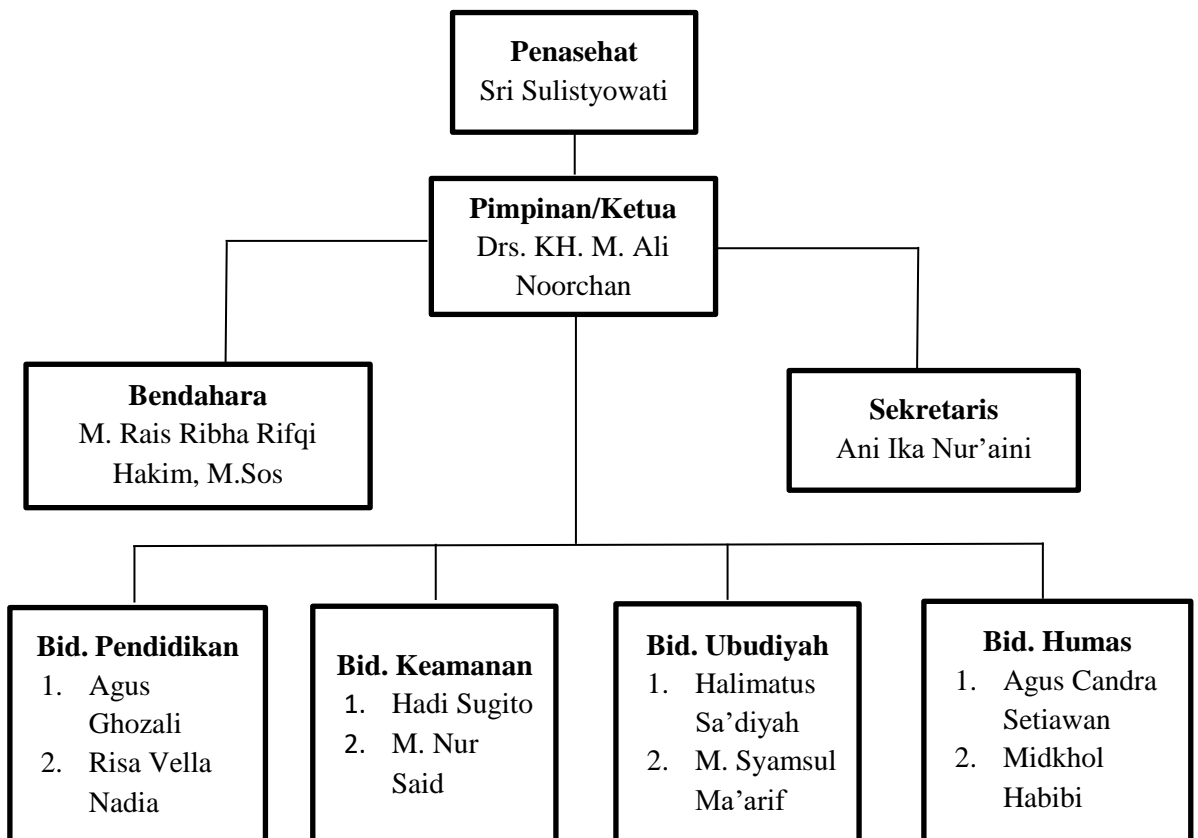 Penasehat
Sri Sulistyowati
Pimpinan/Ketua
Drs. KH. M. Ali
Noorchan
Bendahara
M. Rais Ribha Rifqi
Hakim, M.Sos
Sekretaris
Ani Ika Nur’aini
Bid. Pendidikan
1. Agus
Ghozali
2. Risa Vella
Nadia
Bid. Keamanan
1. Hadi Sugito
2. M. Nur
Said
Bid. Ubudiyah
1. Halimatus
Sa’diyah
2. M. Syamsul
Ma’arif
Bid. Humas
1. Agus Candra
Setiawan
2. Midkhol
Habibi